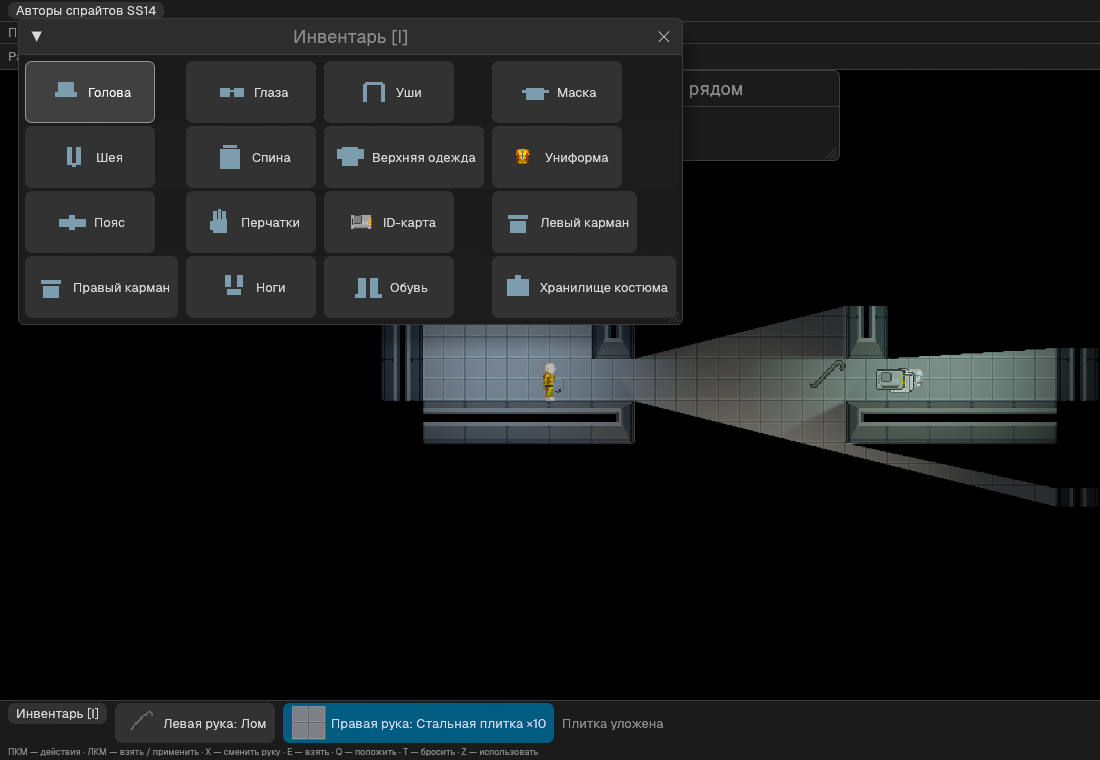 Авторы спрайтов SS14
Инвентарь [I]
рядом
Голова
Глаза
Уши
Маска
Шея
Спина
Верхняя одежда
Униформа
Пояс
Перчатки
ID-карта
Левый карман
Правый карман
Ноги
Обувь
Хранилище костюма
Инвентарь [I]
Левая рука: Лом
Правая рука: Стальная плитка ×10
Плитка уложена
ПКМ — действия · ЛКМ — взять / применить · X — сменить руку · E — взять · Q — положить · T — бросить · Z — использовать